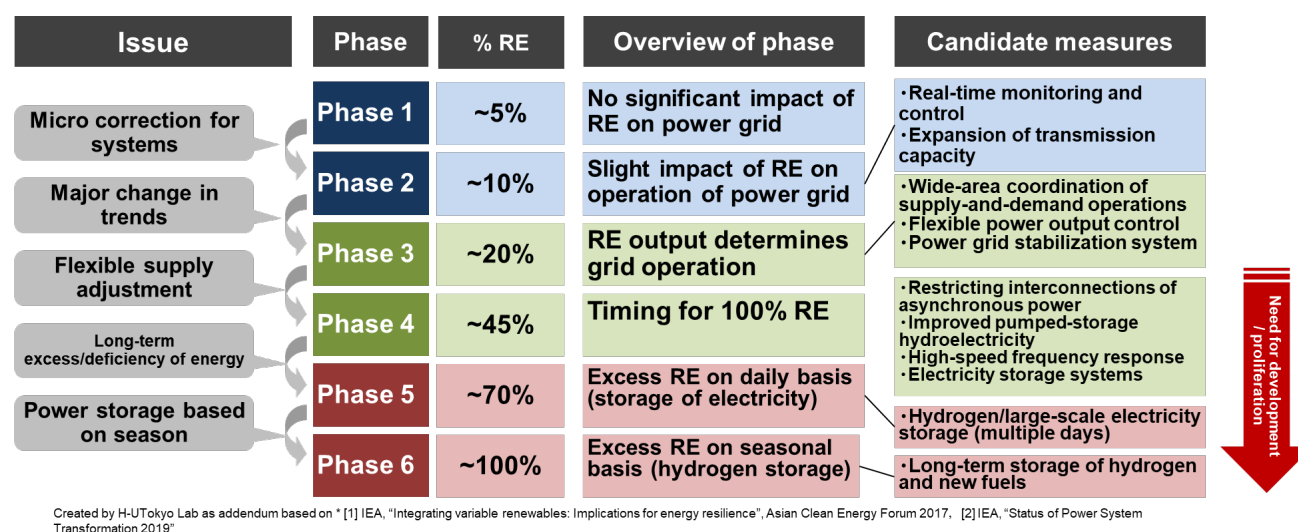 Issue
Phase
% RE
Overview of phase
Candidate measures
Micro correction for
systems
Major change in
trends
Flexible supply
adjustment
Long-term
excess/deficiency of energy
Power storage based
on season
Phase 1
~5%
No significant impact of
RE on power grid
Phase 2
~10%
Slight impact of RE on
operation of power grid
Phase 3
~20%
RE output determines
grid operation
Phase 4
~45%
Timing for 100% RE
Phase 5
~70%
Excess RE on daily basis
(storage of electricity)
Phase 6
~100%
Excess RE on seasonal
basis (hydrogen storage)
・Real-time monitoring and
control
・Expansion of transmission
capacity
・Wide-area coordination of
supply-and-demand operations
・Flexible power output control
・Power grid stabilization system
・Restricting interconnections of
asynchronous power
・Improved pumped-storage
hydroelectricity
・High-speed frequency response
・Electricity storage systems
・Hydrogen/large-scale electricity
storage (multiple days)
・Long-term storage of hydrogen
and new fuels
Need for development
/ proliferation
Created by H-UTokyo Lab as addendum based on * [1] IEA, “Integrating variable renewables: Implications for energy resilience”, Asian Clean Energy Forum 2017, [2] IEA, “Status of Power System
Transformation 2019”